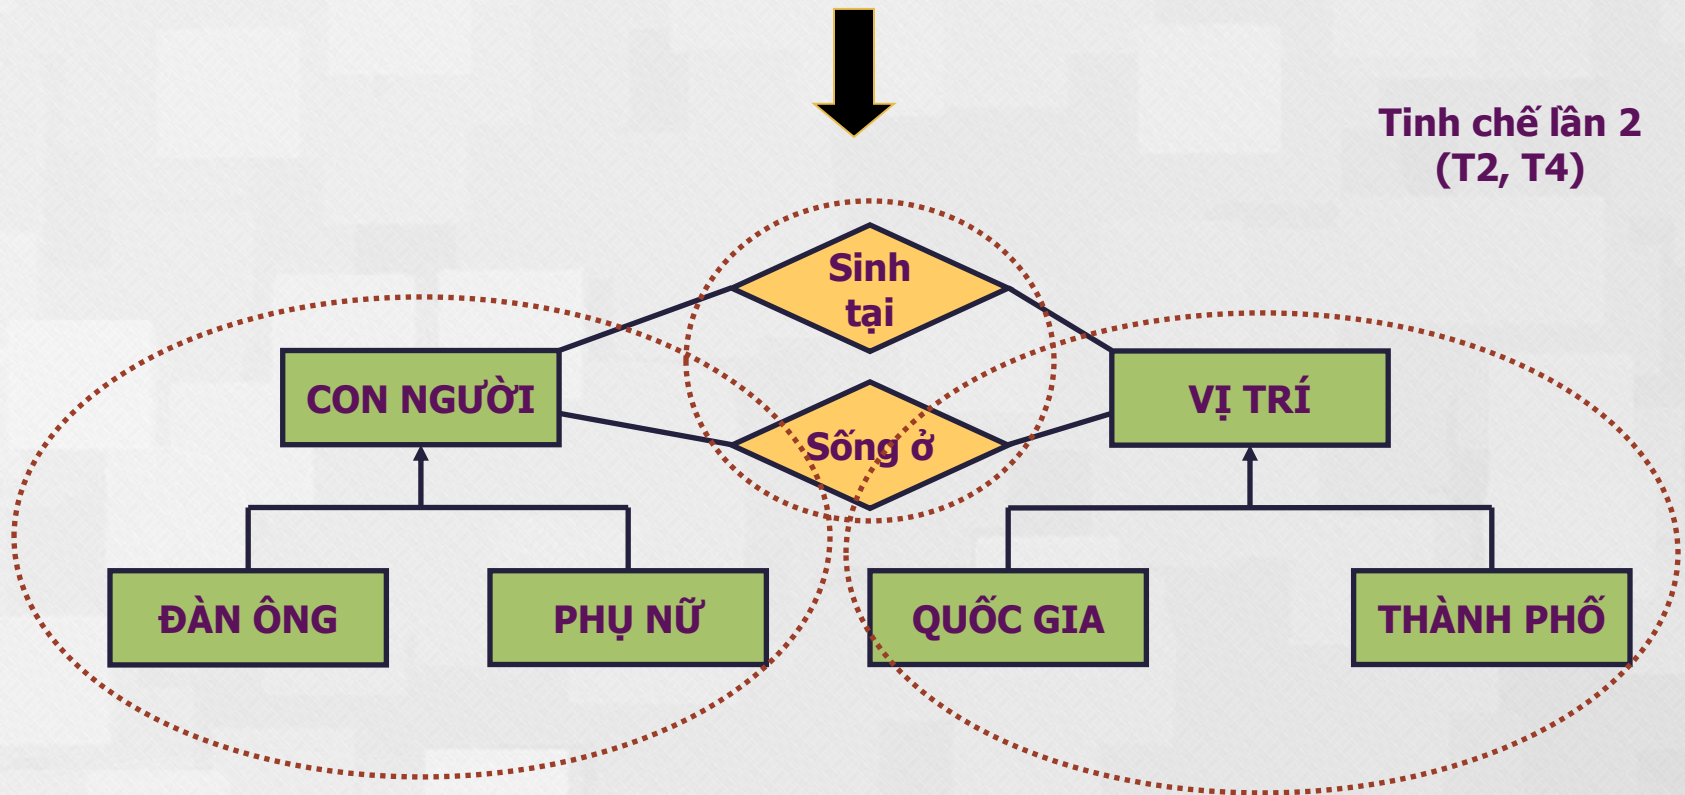 Tinh chế lần 2
(T2, T4)
Sinh
tại
CON NGƯỜI
VỊ TRÍ
Sống ở
ĐÀN ÔNG
PHỤ NỮ
QUỐC GIA
THÀNH PHỐ